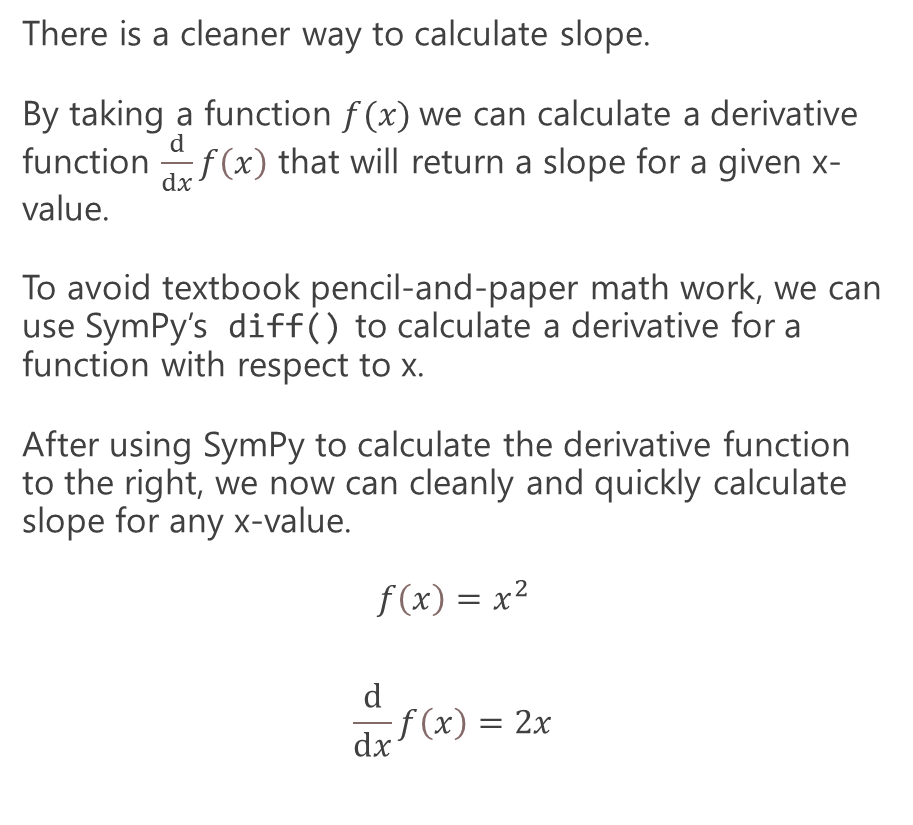 There is a cleaner way to calculate slope.
By taking a function f(x) we can calculate a derivative
function d/dx f(x) that will return a slope for a given x-
value.
To avoid textbook pencil-and-paper math work, we can
use SymPy’s diff() to calculate a derivative for a
function with respect to x.
After using SymPy to calculate the derivative function
to the right, we now can cleanly and quickly calculate
slope for any x-value.
f(x) = x²
d/dx f(x) = 2x